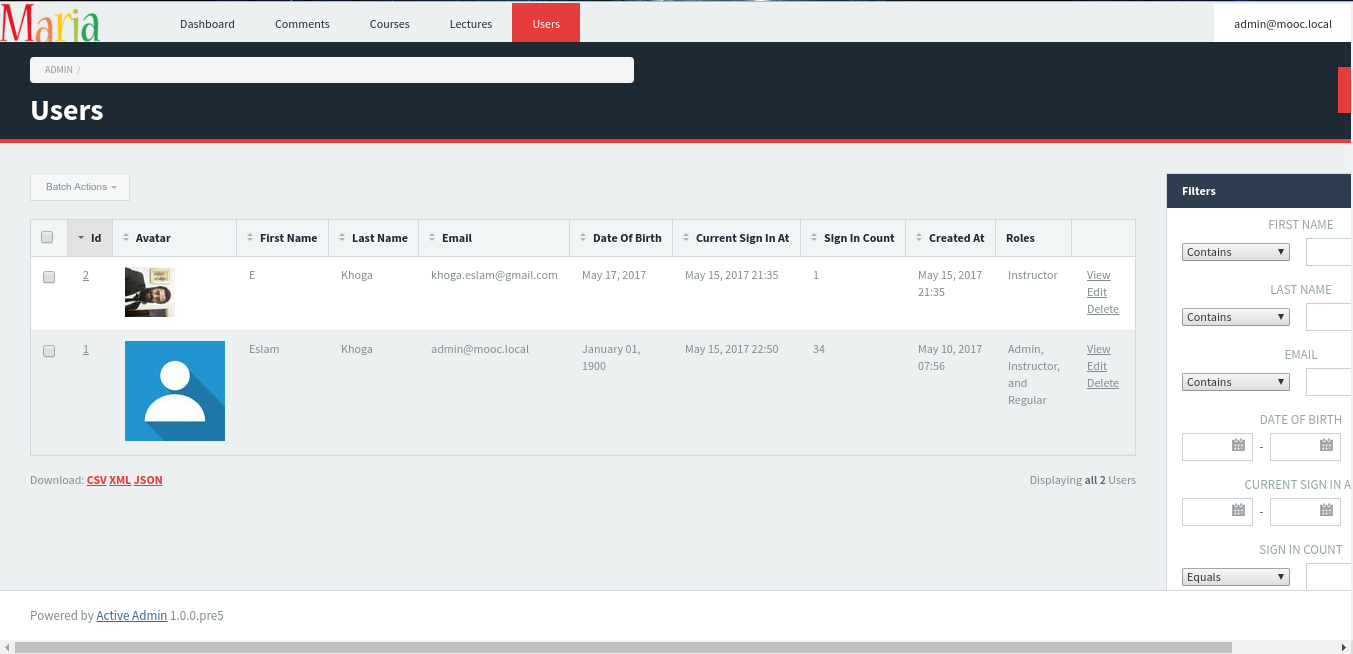 Maria Dashboard Comments Courses Lectures Users admin@mooc.local
ADMIN /
Users
Batch Actions
Filters
Id Avatar First Name Last Name Email Date Of Birth Current Sign In At Sign In Count Created At Roles
2 E Khoga khoga.eslam@gmail.com May 17, 2017 May 15, 2017 21:35 1 May 15, 2017 Instructor View
21:35 Edit
Delete
1 Eslam Khoga admin@mooc.local January 01, May 15, 2017 22:50 34 May 10, 2017 Admin, View
1900 07:56 Instructor, Edit
and Delete
Regular
Download: CSV XML JSON Displaying all 2 Users
FIRST NAME
Contains
LAST NAME
Contains
EMAIL
Contains
DATE OF BIRTH
-
CURRENT SIGN IN A
-
SIGN IN COUNT
Equals
Powered by Active Admin 1.0.0.pre5